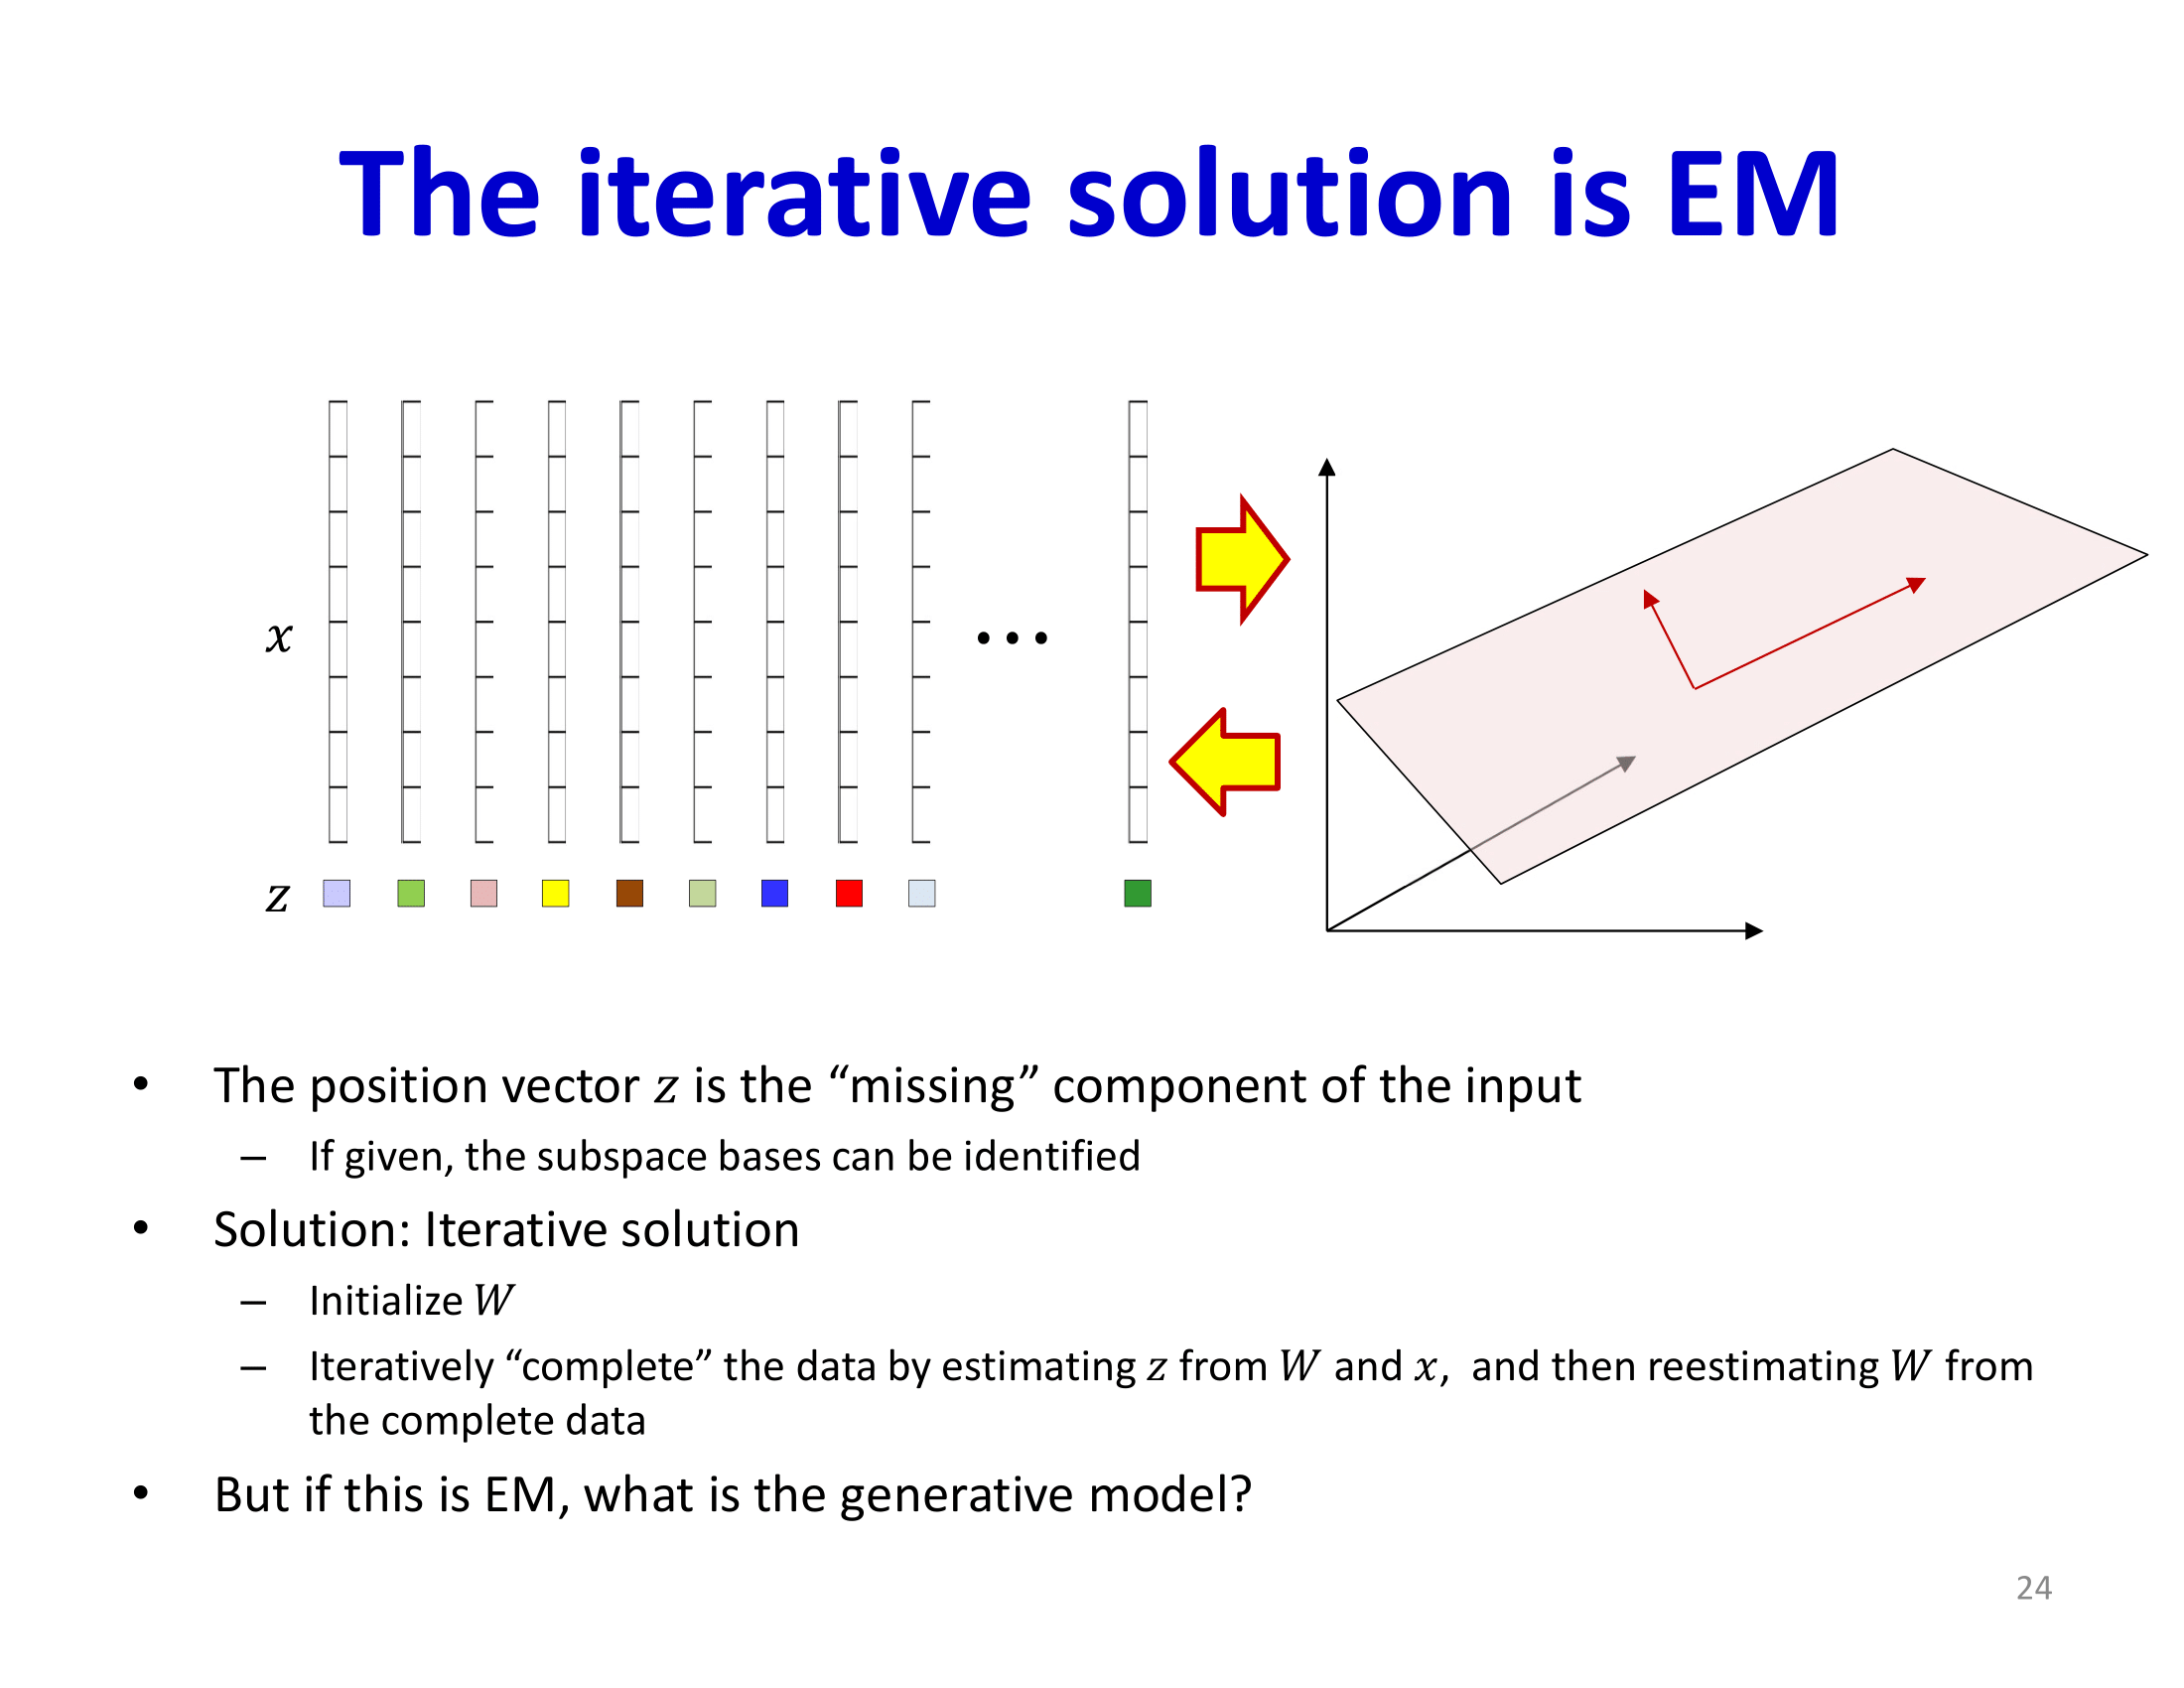 The iterative solution is EM
x
z
• The position vector z is the “missing” component of the input
– If given, the subspace bases can be identified
• Solution: Iterative solution
– Initialize W
– Iteratively “complete” the data by estimating z from W and x, and then reestimating W from
the complete data
• But if this is EM, what is the generative model?
24